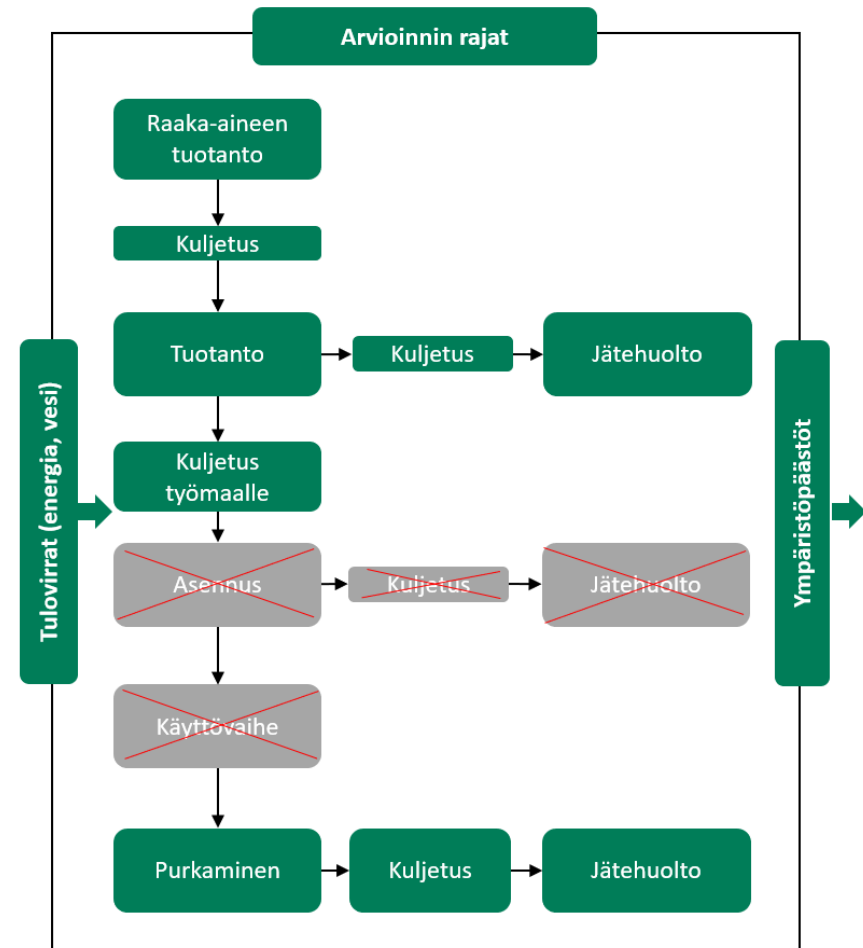 Arvioinnin rajat
Raaka-aineen
tuotanto
Kuljetus
Tuotanto
Kuljetus
Jätehuolto
Tulovirrat (energia, vesi)
Ympäristöpäästöt
Kuljetus
työmaalle
Asennus
Kuljetus
Jätehuolto
Käyttövaihe
Purkaminen
Kuljetus
Jätehuolto